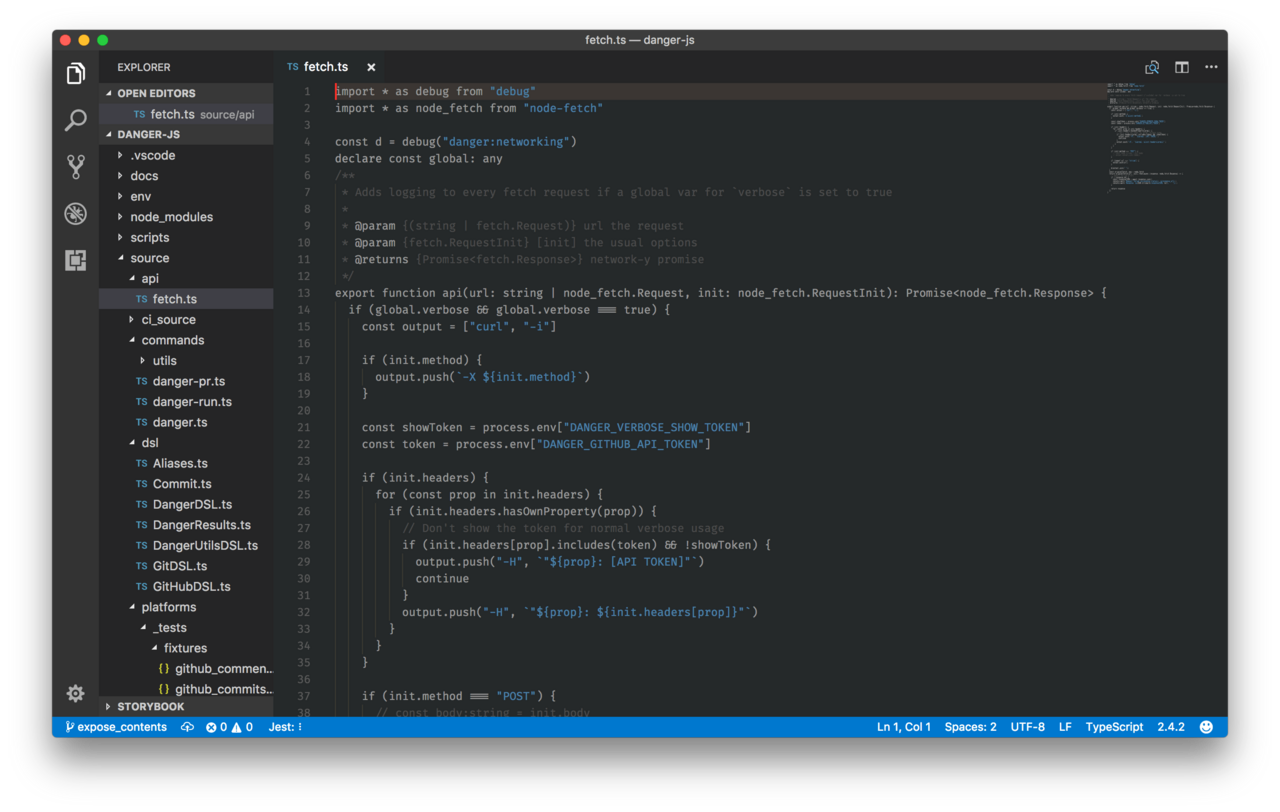 fetch.ts — danger-js
EXPLORER
OPEN EDITORS
TS fetch.ts source/api
DANGER-JS
.vscode
docs
env
node_modules
scripts
source
api
TS fetch.ts
ci_source
commands
utils
TS danger-pr.ts
TS danger-run.ts
TS danger.ts
dsl
TS Aliases.ts
TS Commit.ts
TS DangerDSL.ts
TS DangerResults.ts
TS DangerUtilsDSL.ts
TS GitDSL.ts
TS GitHubDSL.ts
platforms
_tests
fixtures
{} github_commen...
{} github_commits...
STORYBOOK
TS fetch.ts ×
1 import * as debug from "debug"
2 import * as node_fetch from "node-fetch"
3
4 const d = debug("danger:networking")
5 declare const global: any
6 /**
7 * Adds logging to every fetch request if a global var for `verbose` is set to true
8 *
9 * @param {(string | fetch.Request)} url the request
10 * @param {fetch.RequestInit} [init] the usual options
11 * @returns {Promise<fetch.Response>} network-y promise
12 */
13 export function api(url: string | node_fetch.Request, init: node_fetch.RequestInit): Promise<node_fetch.Response> {
14 if (global.verbose && global.verbose === true) {
15 const output = ["curl", "-i"]
16
17 if (init.method) {
18 output.push(`-X ${init.method}`)
19 }
20
21 const showToken = process.env["DANGER_VERBOSE_SHOW_TOKEN"]
22 const token = process.env["DANGER_GITHUB_API_TOKEN"]
23
24 if (init.headers) {
25 for (const prop in init.headers) {
26 if (init.headers.hasOwnProperty(prop)) {
27 // Don't show the token for normal verbose usage
28 if (init.headers[prop].includes(token) && !showToken) {
29 output.push("-H", `"${prop}: [API TOKEN]"`)
30 continue
31 }
32 output.push("-H", `"${prop}: ${init.headers[prop]}"`)
33 }
34 }
35 }
36
37 if (init.method === "POST") {
38 // const body:string = init.body
expose_contents 0 0 Jest: Ln 1, Col 1 Spaces: 2 UTF-8 LF TypeScript 2.4.2